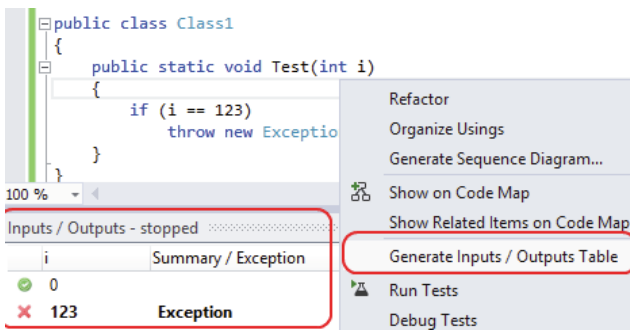 public class Class1
{
public static void Test(int i)
{
if (i == 123)
throw new Exceptio
}
}
100 %
Inputs / Outputs - stopped
i Summary / Exception
0
123 Exception
Refactor
Organize Usings
Generate Sequence Diagram...
Show on Code Map
Show Related Items on Code Map
Generate Inputs / Outputs Table
Run Tests
Debug Tests